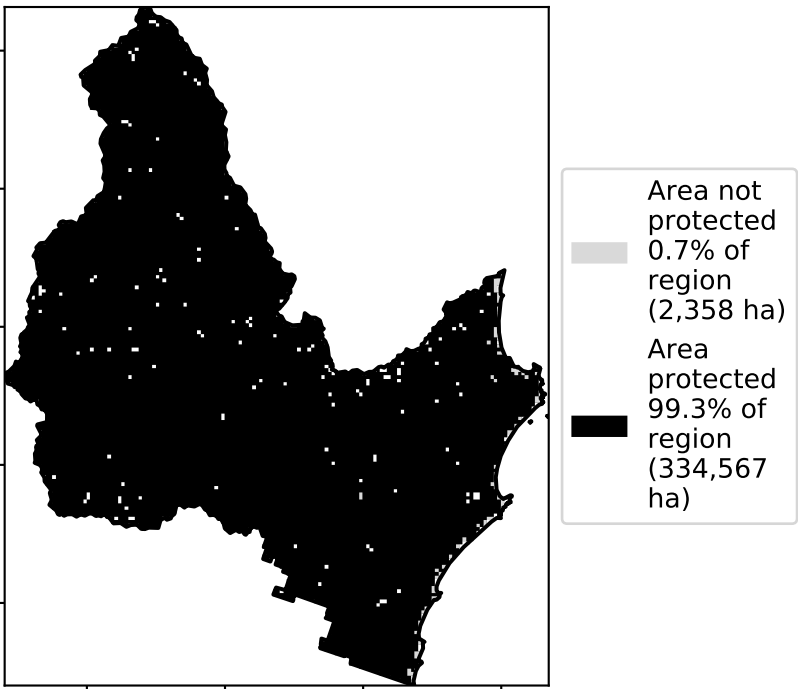 Area not
protected
0.7% of
region
(2,358 ha)
Area
protected
99.3% of
region
(334,567
ha)